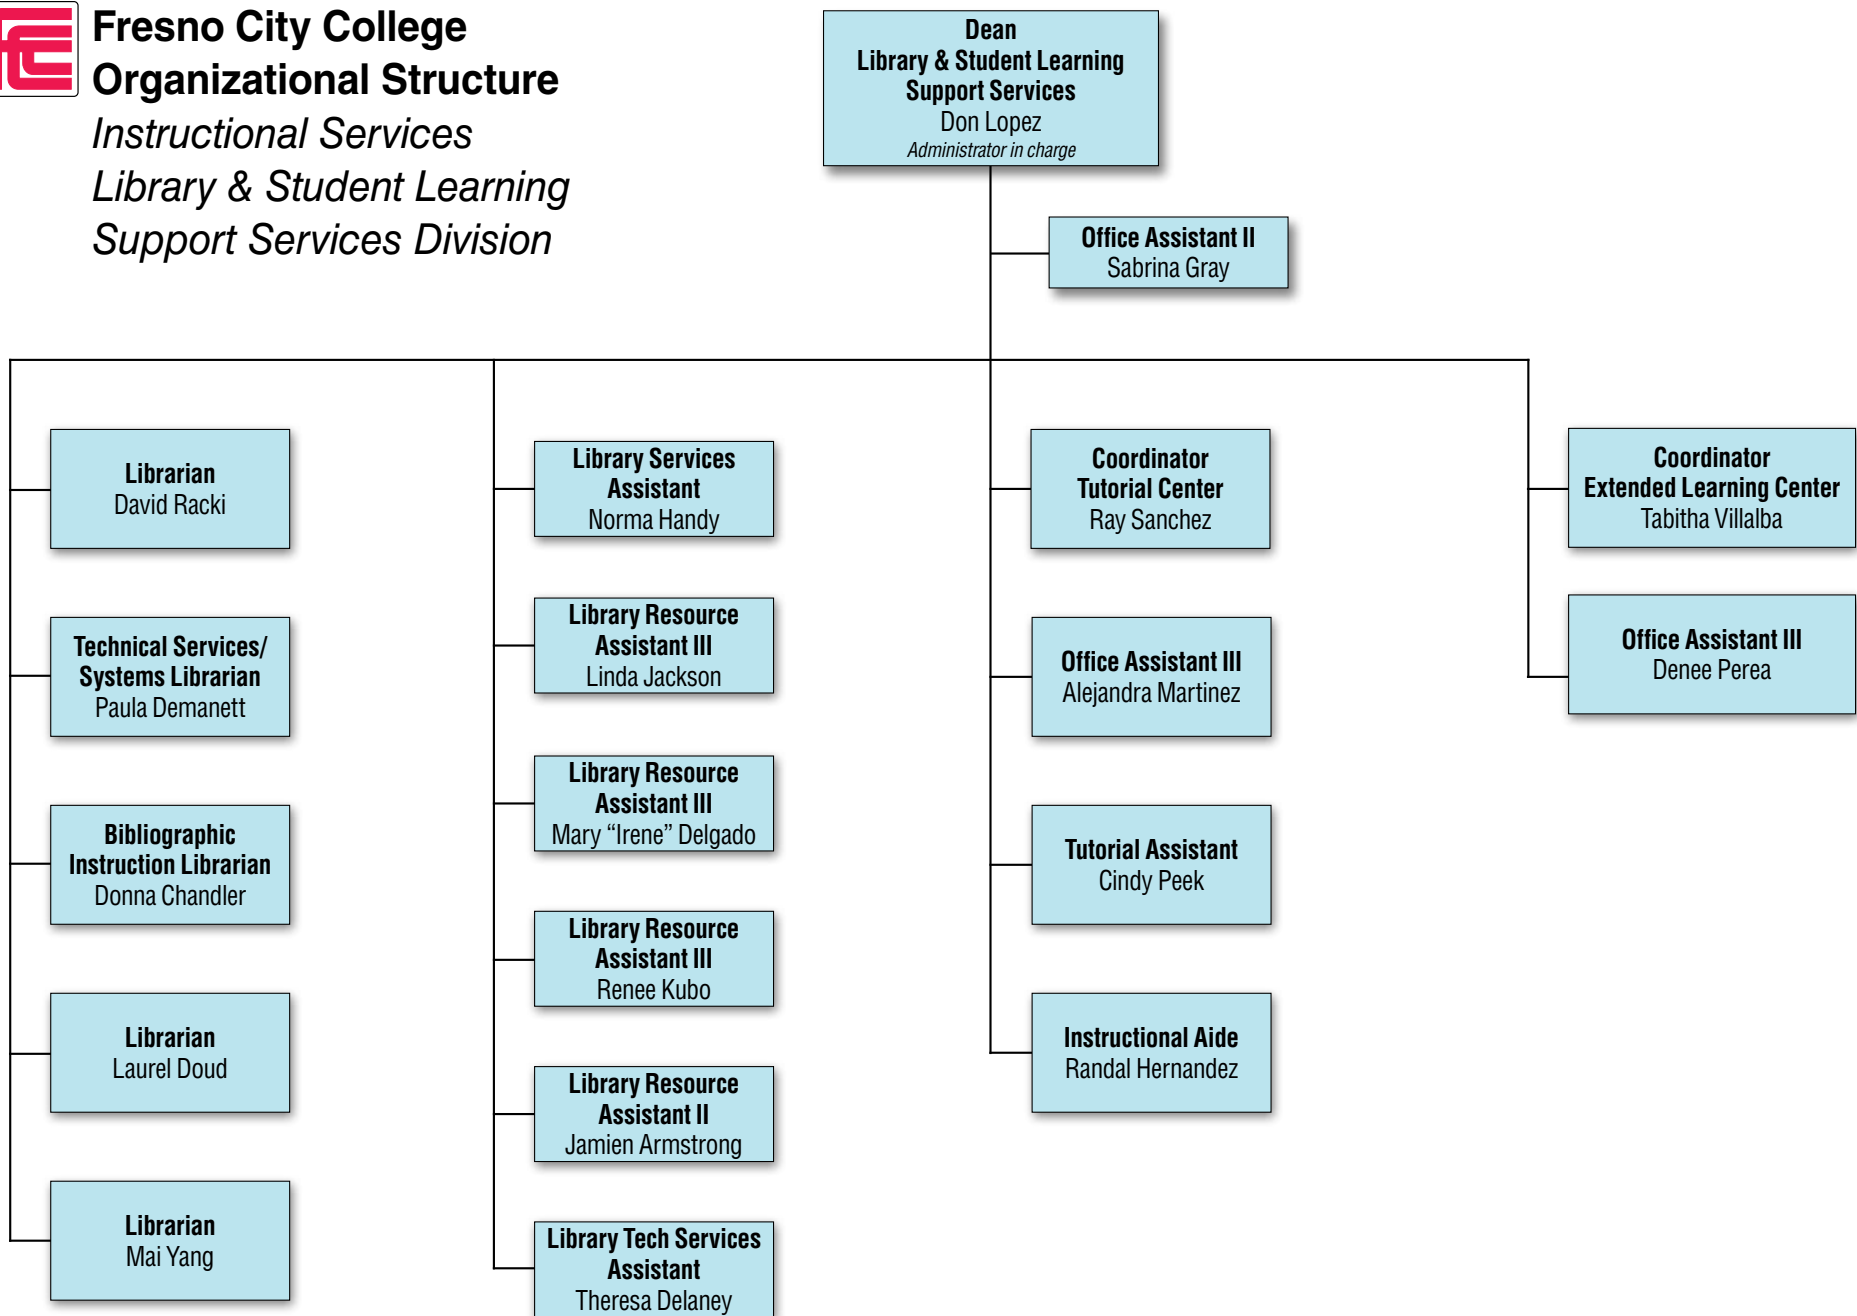 Fresno City College
Organizational Structure
Instructional Services
Library & Student Learning
Support Services Division
Dean
Library & Student Learning
Support Services
Don Lopez
Administrator in charge
Office Assistant II
Sabrina Gray
Librarian
David Racki
Technical Services/
Systems Librarian
Paula Demanett
Bibliographic
Instruction Librarian
Donna Chandler
Librarian
Laurel Doud
Librarian
Mai Yang
Library Services
Assistant
Norma Handy
Library Resource
Assistant III
Linda Jackson
Library Resource
Assistant III
Mary “Irene” Delgado
Library Resource
Assistant III
Renee Kubo
Library Resource
Assistant II
Jamien Armstrong
Library Tech Services
Assistant
Theresa Delaney
Coordinator
Tutorial Center
Ray Sanchez
Office Assistant III
Alejandra Martinez
Tutorial Assistant
Cindy Peek
Instructional Aide
Randal Hernandez
Coordinator
Extended Learning Center
Tabitha Villalba
Office Assistant III
Denee Perea